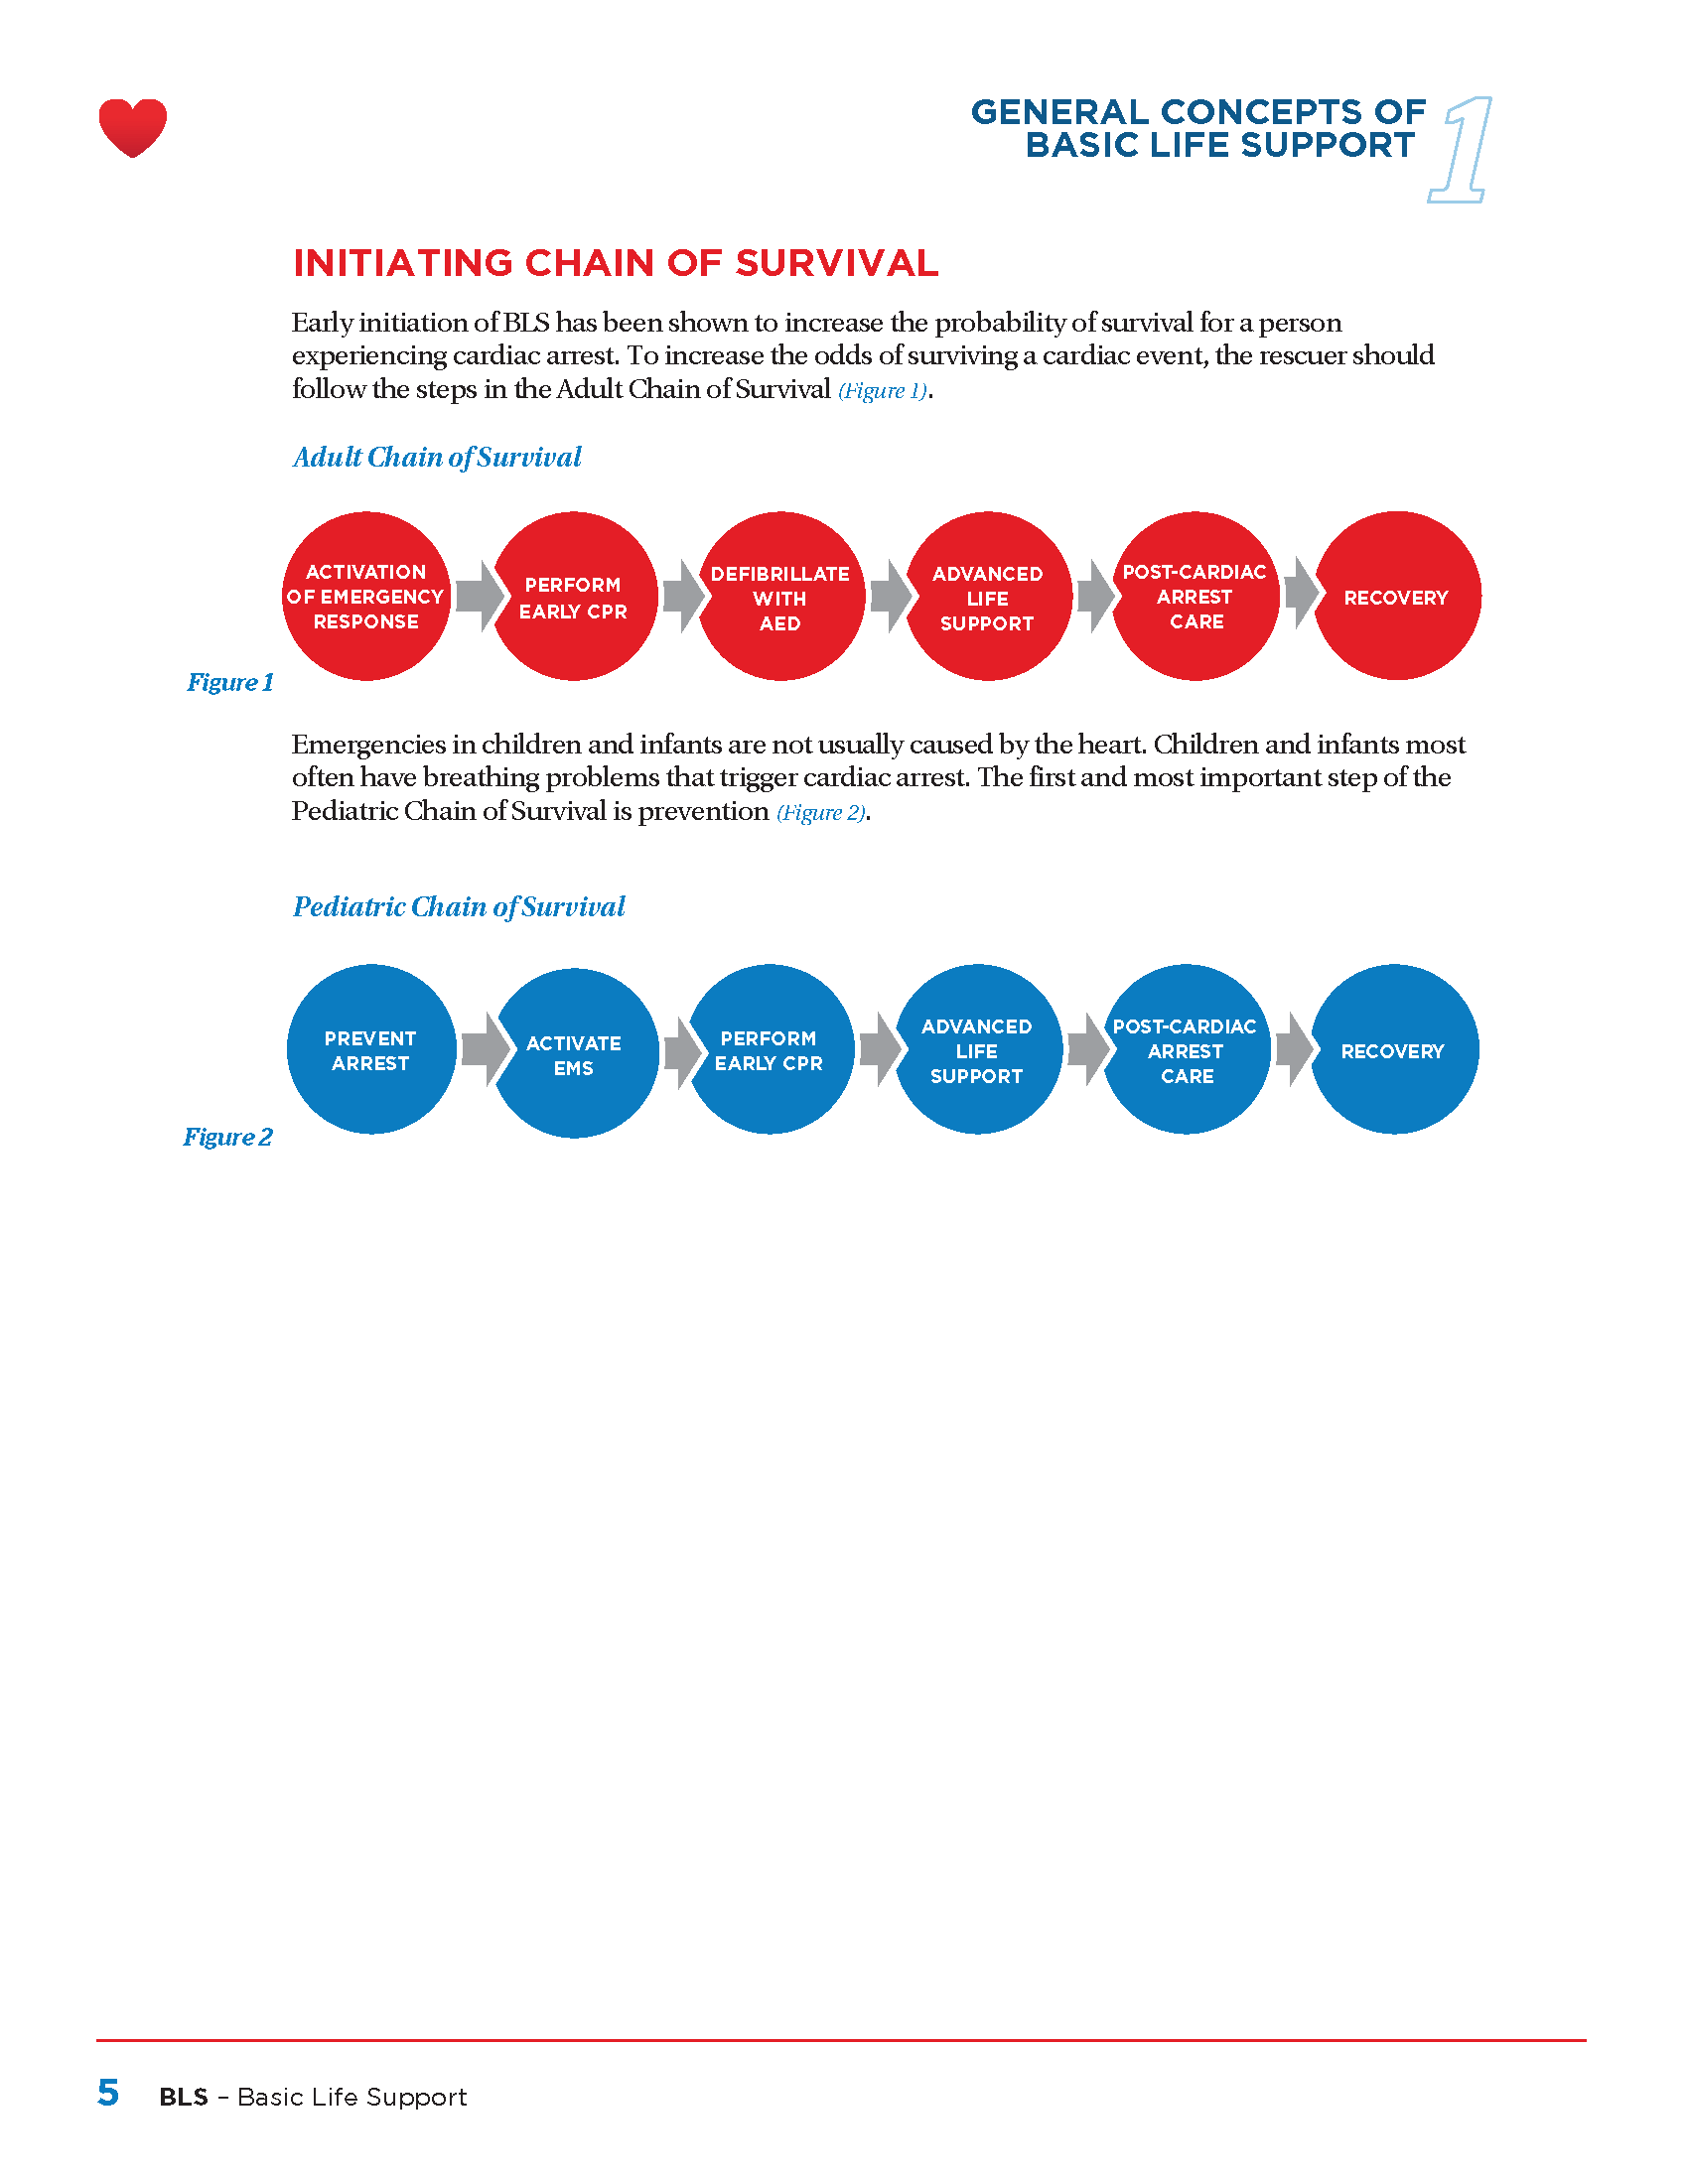 GENERAL CONCEPTS OF
BASIC LIFE SUPPORT
1
INITIATING CHAIN OF SURVIVAL
Early initiation of BLS has been shown to increase the probability of survival for a person
experiencing cardiac arrest. To increase the odds of surviving a cardiac event, the rescuer should
follow the steps in the Adult Chain of Survival (Figure 1).
Adult Chain of Survival
ACTIVATION
OF EMERGENCY
RESPONSE
PERFORM
EARLY CPR
DEFIBRILLATE
WITH
AED
ADVANCED
LIFE
SUPPORT
POST-CARDIAC
ARREST
CARE
RECOVERY
Figure 1
Emergencies in children and infants are not usually caused by the heart. Children and infants most
often have breathing problems that trigger cardiac arrest. The first and most important step of the
Pediatric Chain of Survival is prevention (Figure 2).
Pediatric Chain of Survival
PREVENT
ARREST
ACTIVATE
EMS
PERFORM
EARLY CPR
ADVANCED
LIFE
SUPPORT
POST-CARDIAC
ARREST
CARE
RECOVERY
Figure 2
5 BLS – Basic Life Support